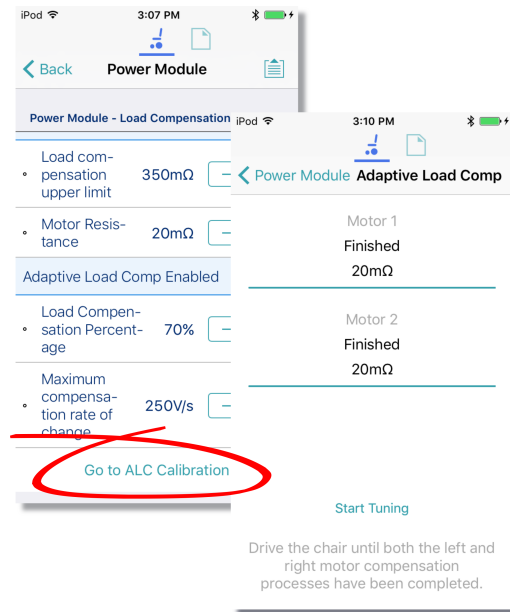 iPod 3:07 PM
Back Power Module
Power Module - Load Compensation
Load com-
pensation
upper limit
350mΩ
Motor Resis-
tance
20mΩ
Adaptive Load Comp Enabled
Load Compen-
sation Percent-
age
70%
Maximum
compensa-
tion rate of
change
250V/s
Go to ALC Calibration
iPod 3:10 PM
Power Module Adaptive Load Comp
Motor 1
Finished
20mΩ
Motor 2
Finished
20mΩ
Start Tuning
Drive the chair until both the left and
right motor compensation
processes have been completed.